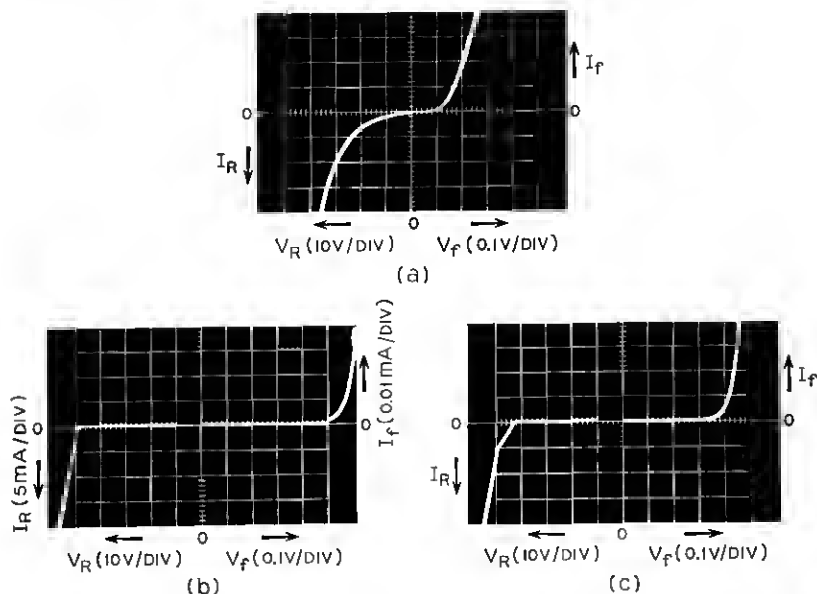 I_f
0 0
I_R
0
V_R (10V/DIV) V_f (0.1V/DIV)
(a)
I_R (5mA/DIV)
0
I_f (0.01mA/DIV)
0
0
V_R (10V/DIV) V_f (0.1V/DIV)
(b)
I_f
0 0
I_R
0
V_R (10V/DIV) V_f (0.1V/DIV)
(c)